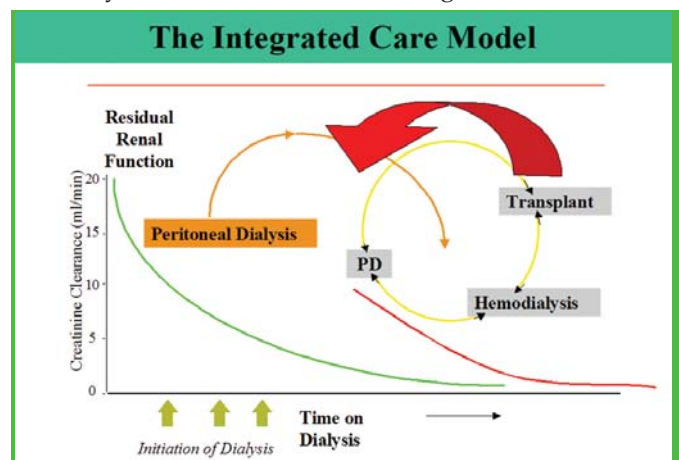 The Integrated Care Model
Residual
Renal
Function
Creatinine Clearance (ml/min)
20
15
10
5
0
Peritoneal Dialysis
Transplant
PD
Hemodialysis
Time on
Dialysis
Initiation of Dialysis